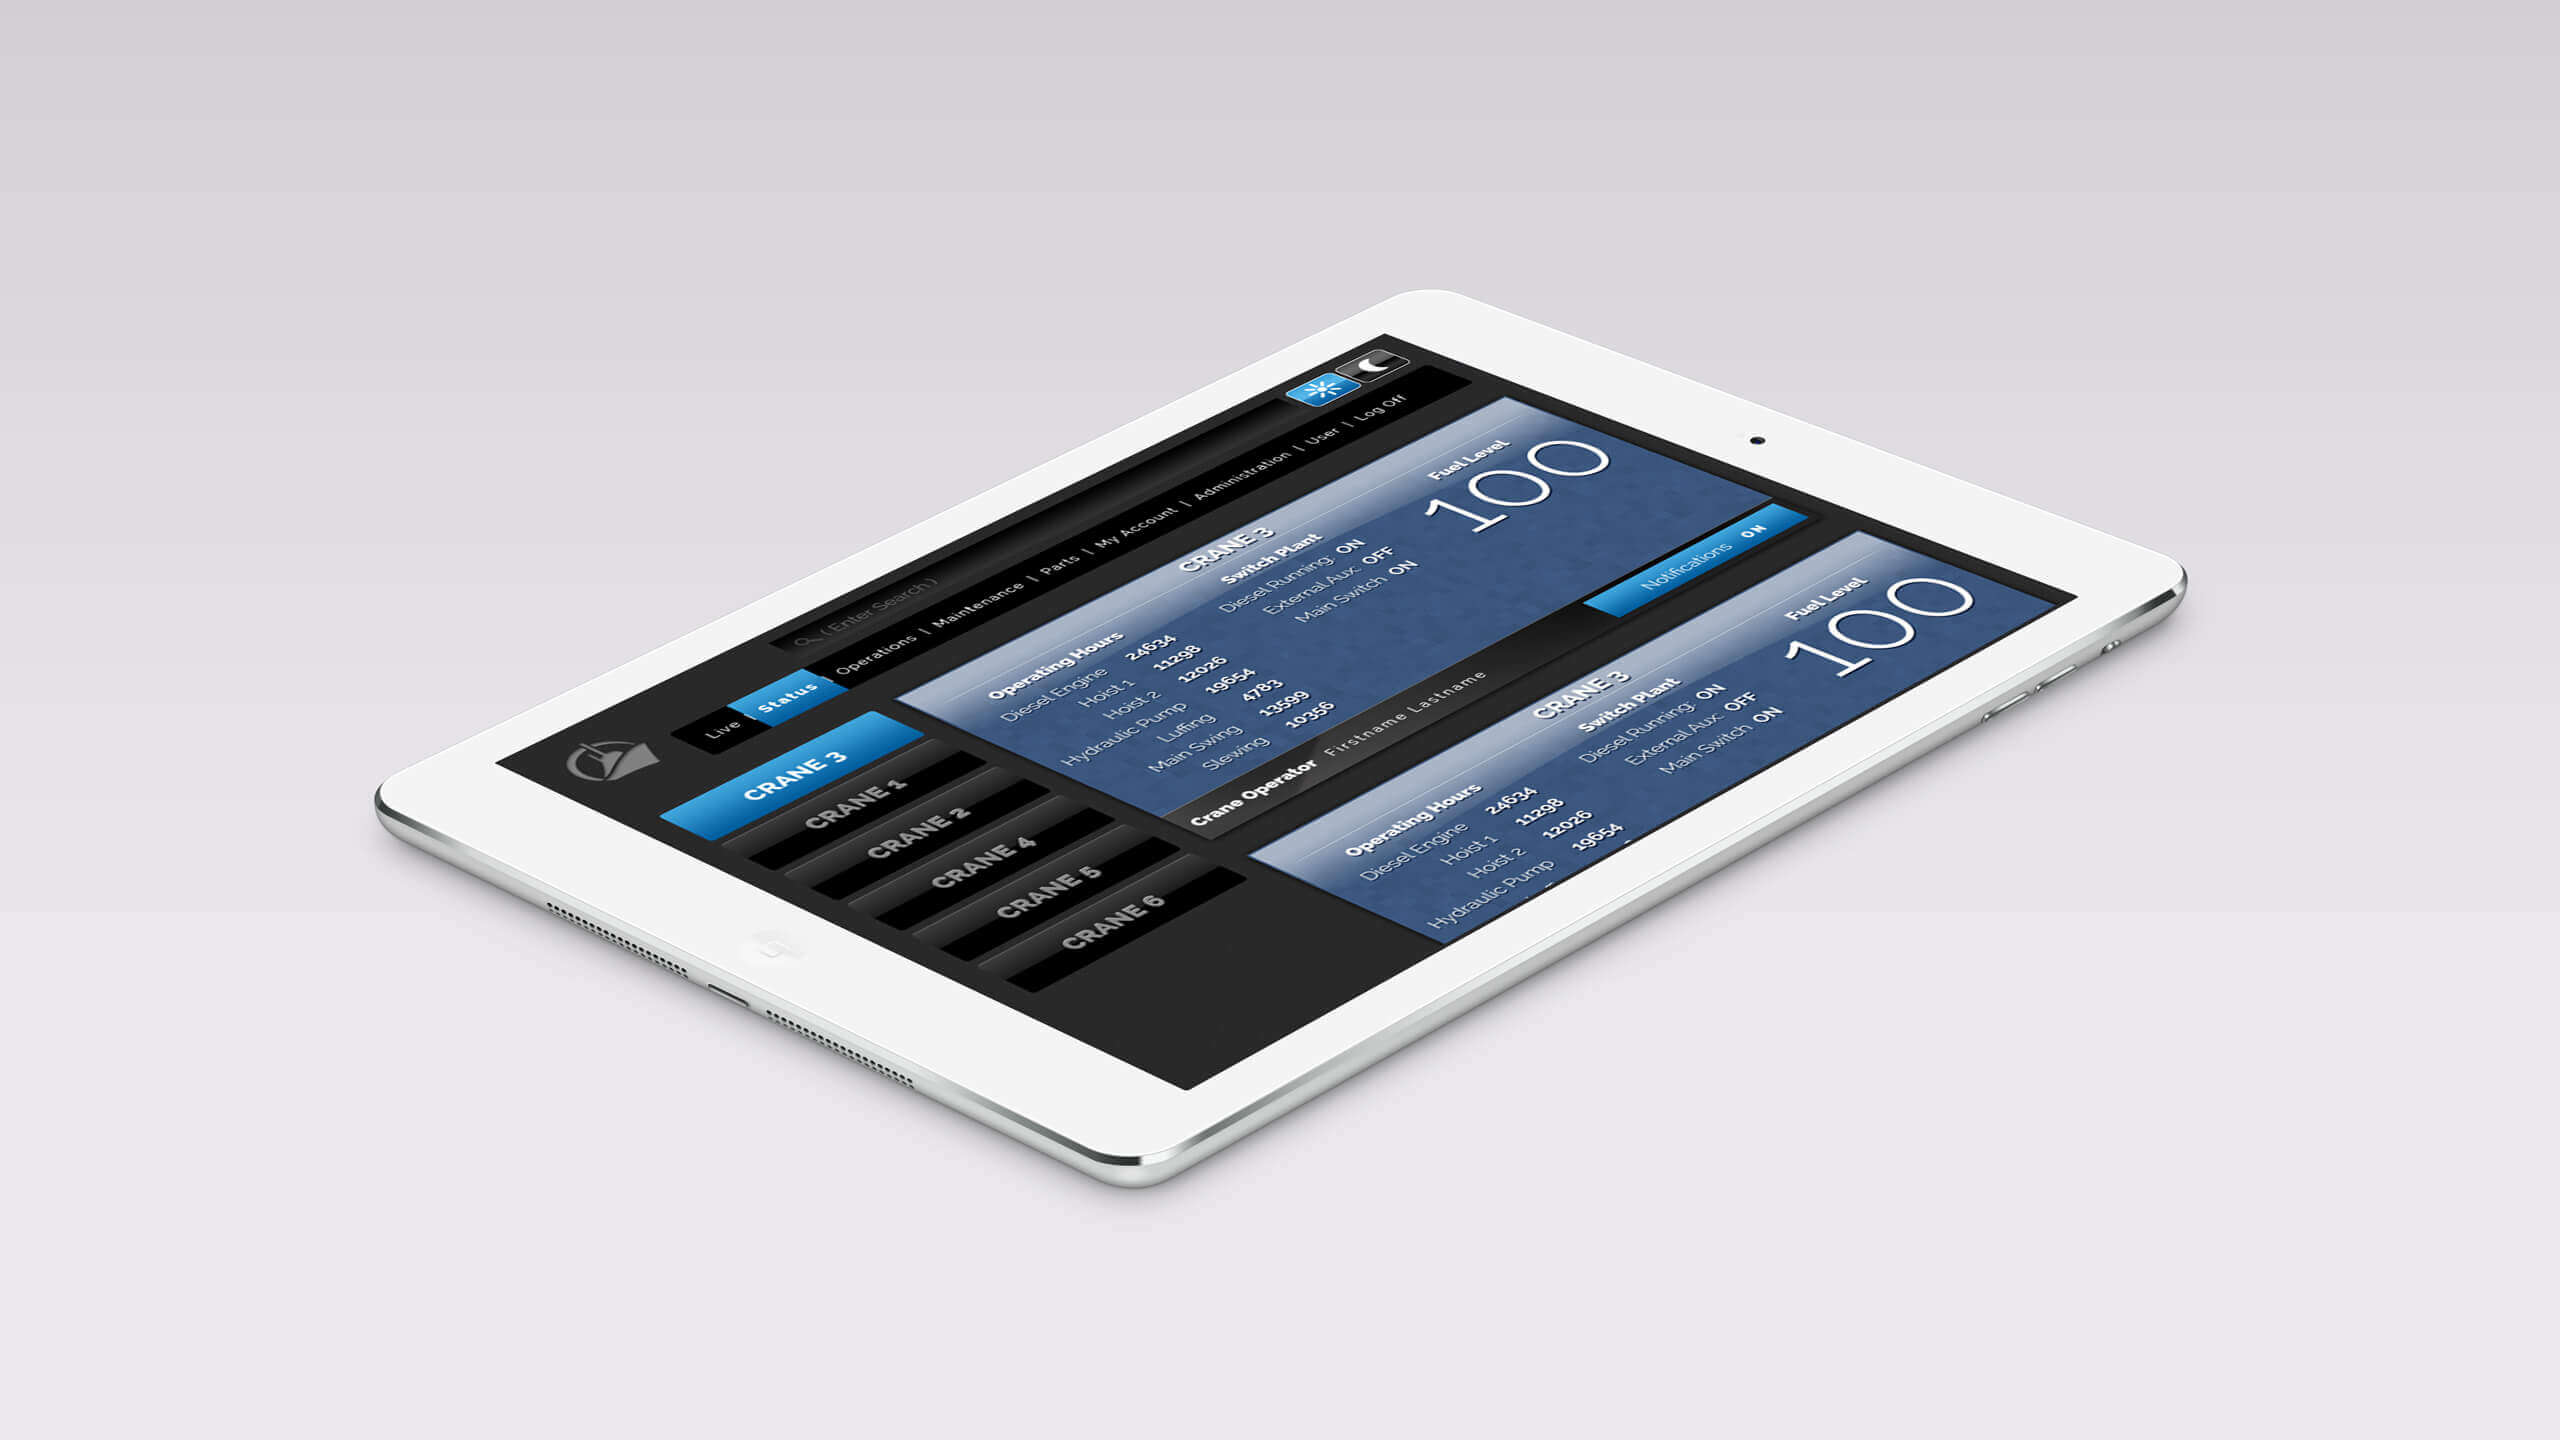 ( Enter Search )
Live | Status | Operations | Maintenance | Parts | My Account | Administration | User | Log Off
CRANE 3
CRANE 1
CRANE 2
CRANE 4
CRANE 5
CRANE 6
CRANE 3
Operating Hours
Diesel Engine 24634
Hoist 1 11298
Hoist 2 12026
Hydraulic Pump 19654
Luffing 4783
Main Swing 13599
Slewing 10356
Switch Plant
Diesel Running: ON
External Aux: OFF
Main Switch ON
Fuel Level
100
Crane Operator Firstname Lastname
Notifications ON
CRANE 3
Operating Hours
Diesel Engine 24634
Hoist 1 11298
Hoist 2 12026
Hydraulic Pump 19654
Switch Plant
Diesel Running: ON
External Aux: OFF
Main Switch ON
Fuel Level
100